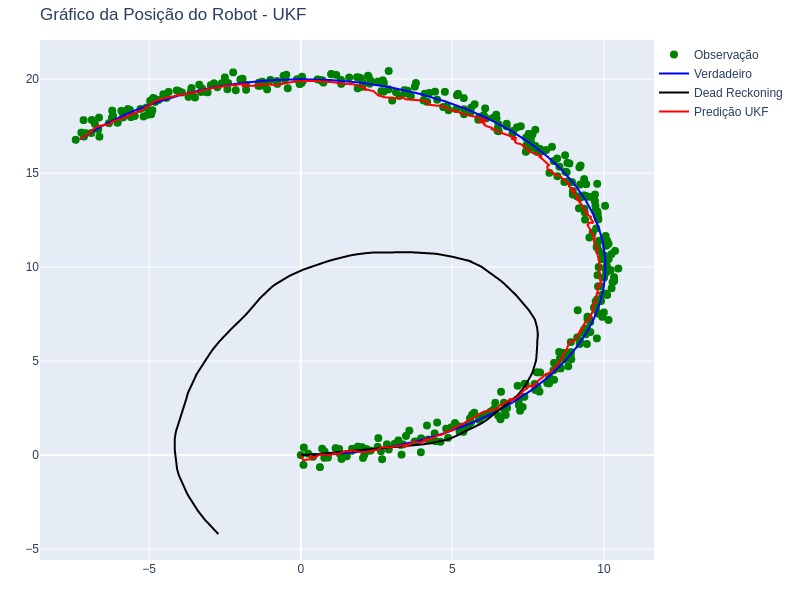 Gráfico da Posição do Robot - UKF
Observação
Verdadeiro
Dead Reckoning
Predição UKF
20
15
10
5
0
−5
−5
0
5
10